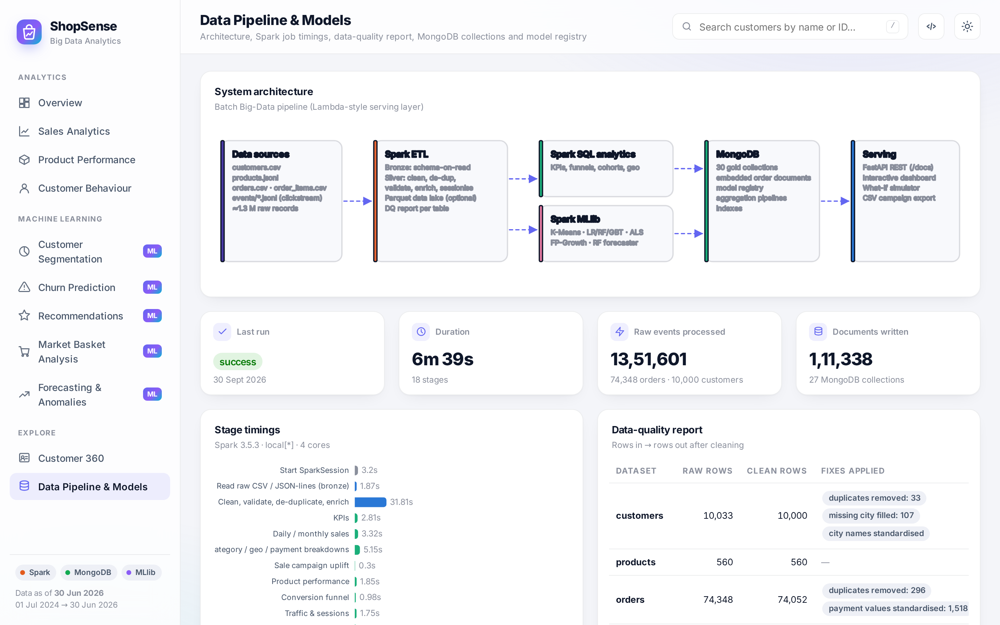 ShopSense
Big Data Analytics
ANALYTICS
Overview
Sales Analytics
Product Performance
Customer Behaviour
MACHINE LEARNING
Customer
Segmentation
ML
Churn Prediction
ML
Recommendations
ML
Market Basket
Analysis
ML
Forecasting &
Anomalies
ML
EXPLORE
Customer 360
Data Pipeline & Models
Spark
MongoDB
MLlib
Data as of 30 Jun 2026
01 Jul 2024 → 30 Jun 2026
Data Pipeline & Models
Architecture, Spark job timings, data-quality report, MongoDB collections and model registry
Search customers by name or ID...
/
System architecture
Batch Big-Data pipeline (Lambda-style serving layer)
Data sources
customers.csv
products.jsonl
orders.csv · order_items.csv
events/*.jsonl (clickstream)
~1.3 M raw records
Spark ETL
Bronze: schema-on-read
Silver: clean, de-dup,
validate, enrich, sessionise
Parquet data lake (optional)
DQ report per table
Spark SQL analytics
KPIs, funnels, cohorts, geo
Spark MLlib
K-Means · LR/RF/GBT · ALS
FP-Growth · RF forecaster
MongoDB
30 gold collections
embedded order documents
model registry
aggregation pipelines
indexes
Serving
FastAPI REST (/docs)
Interactive dashboard
What-if simulator
CSV campaign export
Last run
success
30 Sept 2026
Duration
6m 39s
18 stages
Raw events processed
13,51,601
74,348 orders · 10,000 customers
Documents written
1,11,338
27 MongoDB collections
Stage timings
Spark 3.5.3 · local[*] · 4 cores
Start SparkSession 3.2s
Read raw CSV / JSON-lines (bronze) 1.87s
Clean, validate, de-duplicate, enrich 31.81s
KPIs 2.81s
Daily / monthly sales 3.32s
ategory / geo / payment breakdowns 5.15s
Sale campaign uplift 0.3s
Product performance 1.85s
Conversion funnel 0.98s
Traffic & sessions 1.75s
Data-quality report
Rows in → rows out after cleaning
DATASET RAW ROWS CLEAN ROWS FIXES APPLIED
customers 10,033 10,000
duplicates removed: 33
missing city filled: 107
city names standardised
products 560 560 —
orders 74,348 74,052
duplicates removed: 296
payment values standardised: 1,518